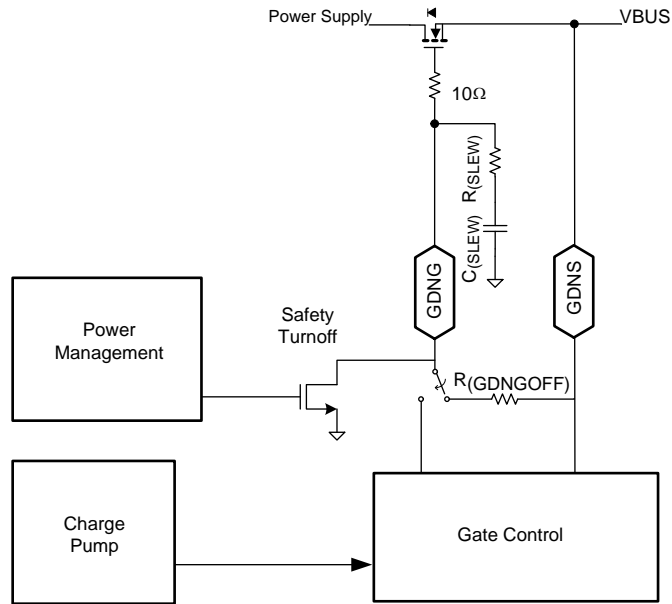 Power Supply
VBUS
10Ω
R(SLEW)
C(SLEW)
GDNG
GDNS
Safety
Turnoff
Power
Management
R(GDNGOFF)
Charge
Pump
Gate Control